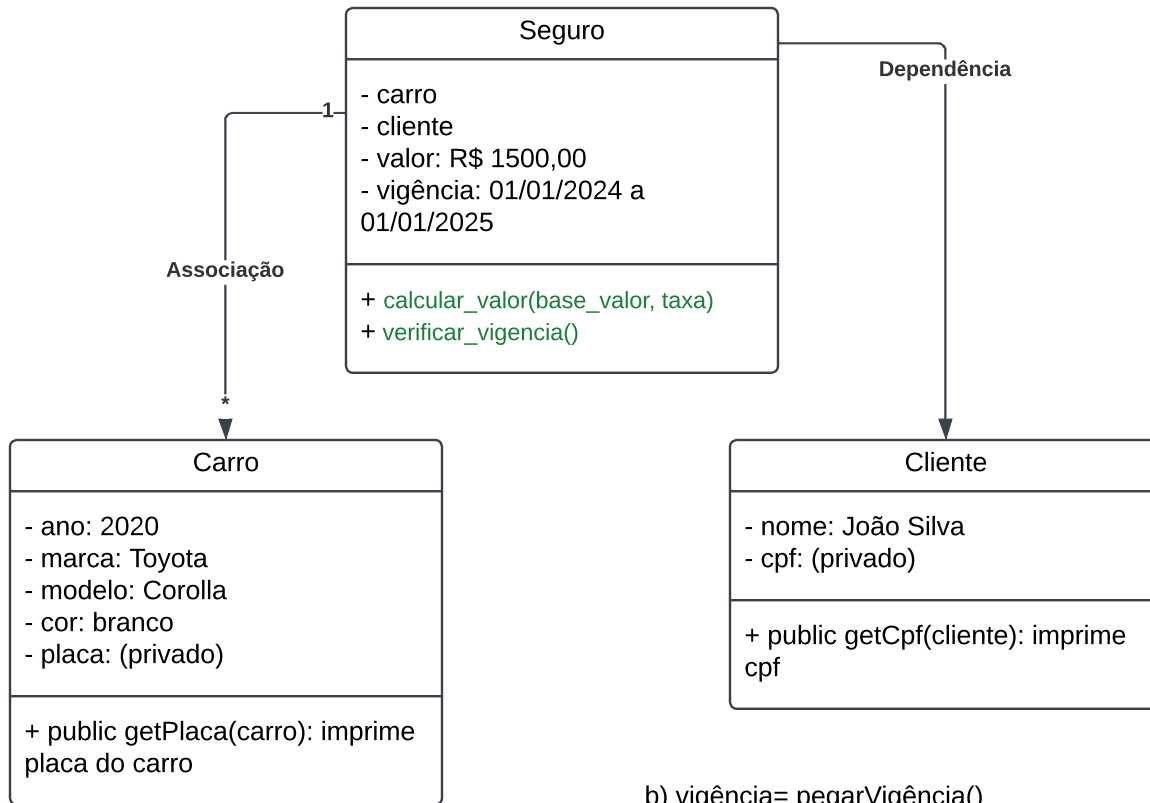 Seguro
- carro
- cliente
- valor: R$ 1500,00
- vigência: 01/01/2024 a
01/01/2025
+ calcular_valor(base_valor, taxa)
+ verificar_vigencia()
1
Associação
*
Dependência
Carro
- ano: 2020
- marca: Toyota
- modelo: Corolla
- cor: branco
- placa: (privado)
+ public getPlaca(carro): imprime
placa do carro
Cliente
- nome: João Silva
- cpf: (privado)
+ public getCpf(cliente): imprime
cpf
b) vigência= pegarVigência()